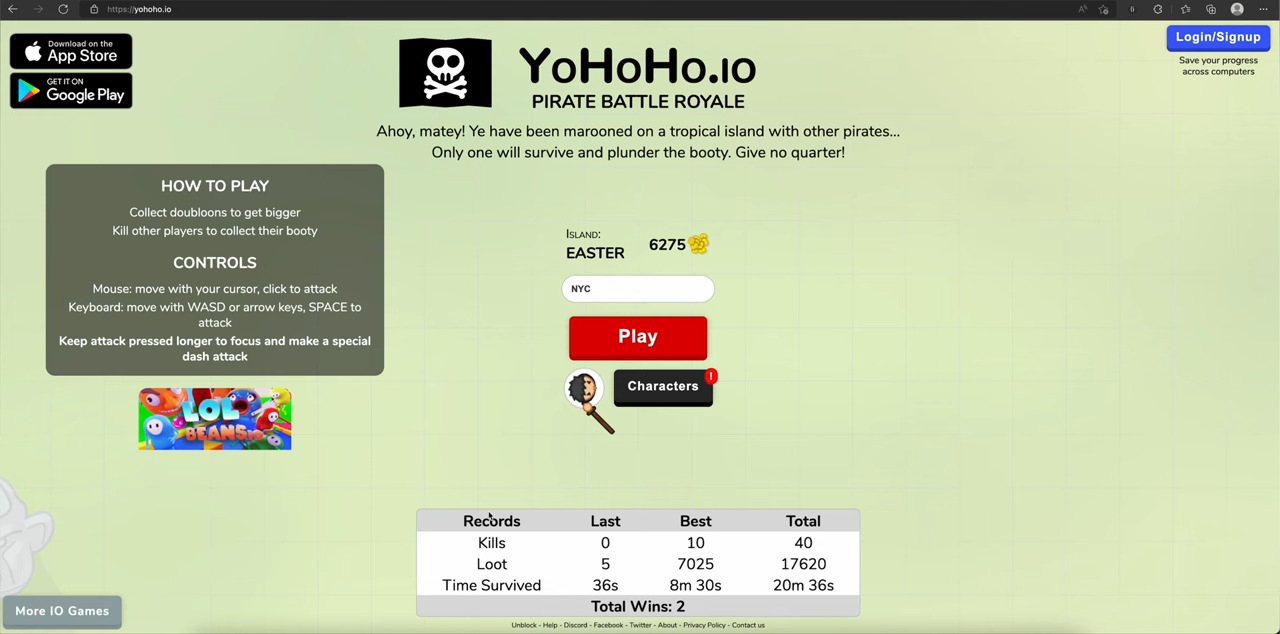 https://yohoho.io
Download on the
App Store
GET IT ON
Google Play
YoHoHo.io
PIRATE BATTLE ROYALE
Ahoy, matey! Ye have been marooned on a tropical island with other pirates...
Only one will survive and plunder the booty. Give no quarter!
Login/Signup
Save your progress
across computers
HOW TO PLAY
Collect doubloons to get bigger
Kill other players to collect their booty
CONTROLS
Mouse: move with your cursor, click to attack
Keyboard: move with WASD or arrow keys, SPACE to
attack
Keep attack pressed longer to focus and make a special
dash attack
LOL
BEANS.io
Island:
EASTER
6275
NYC
Play
Characters
!
Records Last Best Total
Kills 0 10 40
Loot 5 7025 17620
Time Survived 36s 8m 30s 20m 36s
Total Wins: 2
More IO Games
Unblock - Help - Discord - Facebook - Twitter - About - Privacy Policy - Contact us